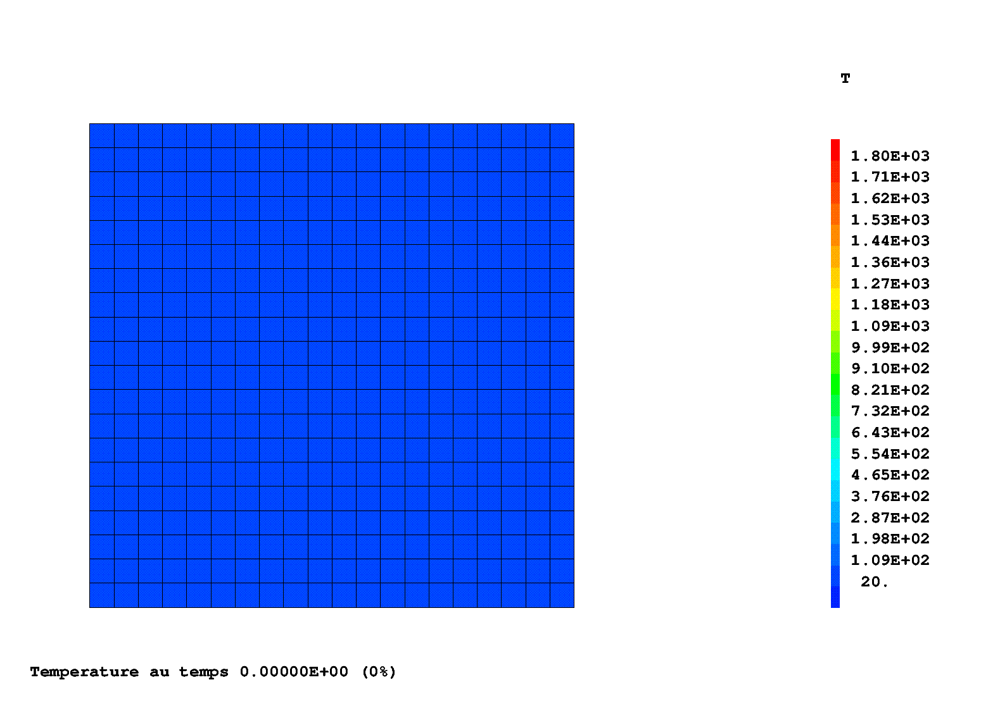 T
1.80E+03
1.71E+03
1.62E+03
1.53E+03
1.44E+03
1.36E+03
1.27E+03
1.18E+03
1.09E+03
9.99E+02
9.10E+02
8.21E+02
7.32E+02
6.43E+02
5.54E+02
4.65E+02
3.76E+02
2.87E+02
1.98E+02
1.09E+02
20.
Temperature au temps 0.00000E+00 (0%)